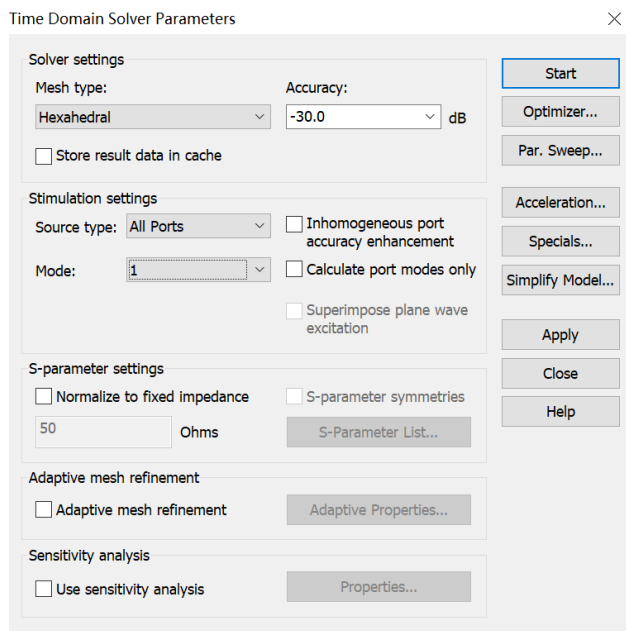 Time Domain Solver Parameters
Solver settings
Mesh type:
Accuracy:
Hexahedral
-30.0
dB
Store result data in cache
Start
Optimizer...
Par. Sweep...
Stimulation settings
Source type:
All Ports
Inhomogeneous port
accuracy enhancement
Mode:
1
Calculate port modes only
Superimpose plane wave
excitation
Acceleration...
Specials...
Simplify Model...
Apply
Close
Help
S-parameter settings
Normalize to fixed impedance
S-parameter symmetries
50
Ohms
S-Parameter List...
Adaptive mesh refinement
Adaptive mesh refinement
Adaptive Properties...
Sensitivity analysis
Use sensitivity analysis
Properties...